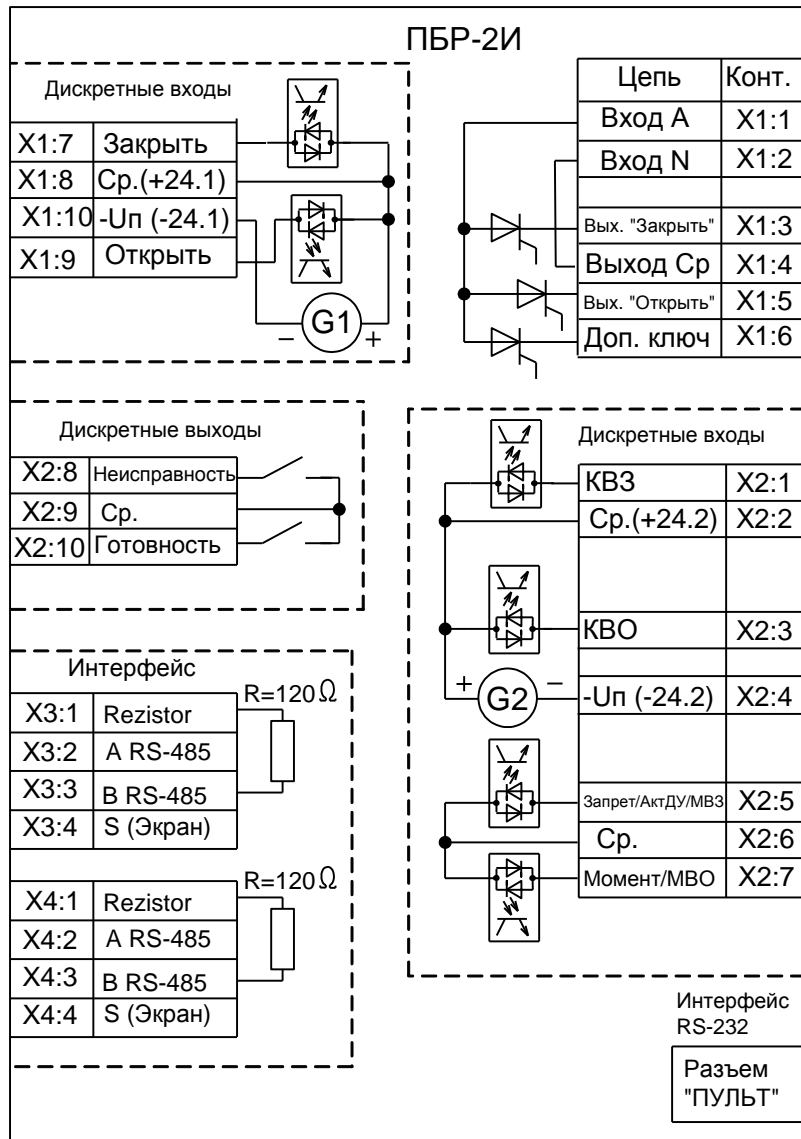 ПБР-2И
Дискретные входы
X1:7 Закрыть
X1:8 Ср.(+24.1)
X1:10 -Uп (-24.1)
X1:9 Открыть
G1
− +
Цепь Конт.
Вход А X1:1
Вход N X1:2
Вых. "Закрыть" X1:3
Выход Ср X1:4
Вых. "Открыть" X1:5
Доп. ключ X1:6
Дискретные выходы
X2:8 Неисправность
X2:9 Ср.
X2:10 Готовность
Дискретные входы
КВЗ X2:1
Ср.(+24.2) X2:2
КВО X2:3
+ G2 − -Uп (-24.2) X2:4
Запрет/АктДУ/МВЗ X2:5
Ср. X2:6
Момент/МВО X2:7
Интерфейс
R=120 Ω
X3:1 Rezistor
X3:2 A RS-485
X3:3 B RS-485
X3:4 S (Экран)
R=120 Ω
X4:1 Rezistor
X4:2 A RS-485
X4:3 B RS-485
X4:4 S (Экран)
Интерфейс
RS-232
Разъем
"ПУЛЬТ"